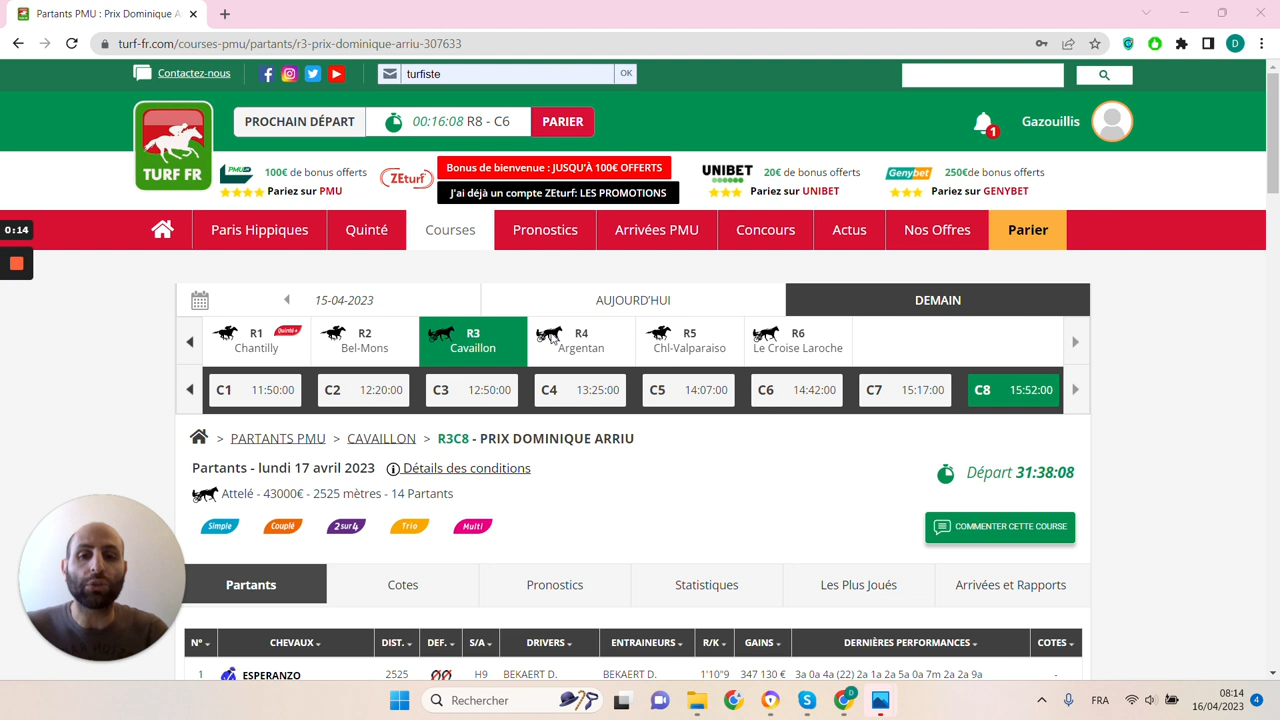 Partants PMU : Prix Dominique A
turf-fr.com/courses-pmu/partants/r3-prix-dominique-arriu-307633
Contactez-nous
turfiste
OK
TURF FR
PROCHAIN DÉPART
00:16:08 R8 - C6
PARIER
1
Gazouillis
PMU
100€ de bonus offerts
Pariez sur PMU
ZEturf
Bonus de bienvenue : JUSQU'À 100€ OFFERTS
J'ai déjà un compte ZEturf: LES PROMOTIONS
UNIBET
20€ de bonus offerts
Pariez sur UNIBET
Genybet
250€de bonus offerts
Pariez sur GENYBET
0:14
Paris Hippiques
Quinté
Courses
Pronostics
Arrivées PMU
Concours
Actus
Nos Offres
Parier
15-04-2023
AUJOURD'HUI
DEMAIN
R1 Quinté+
Chantilly
R2
Bel-Mons
R3
Cavaillon
R4
Argentan
R5
Chl-Valparaiso
R6
Le Croise Laroche
C1 11:50:00
C2 12:20:00
C3 12:50:00
C4 13:25:00
C5 14:07:00
C6 14:42:00
C7 15:17:00
C8 15:52:00
> PARTANTS PMU > CAVAILLON > R3C8 - PRIX DOMINIQUE ARRIU
Partants - lundi 17 avril 2023 Détails des conditions
Départ 31:38:08
Attelé - 43000€ - 2525 mètres - 14 Partants
Simple Couplé 2sur4 Trio Multi
COMMENTER CETTE COURSE
Partants
Cotes
Pronostics
Statistiques
Les Plus Joués
Arrivées et Rapports
N° CHEVAUX DIST. DEF. S/A DRIVERS ENTRAINEURS R/K GAINS DERNIÈRES PERFORMANCES COTES
1 ESPERANZO 2525 H9 BEKAERT D. BEKAERT D. 1'10"9 347 130 € 3a 0a 4a (22) 2a 1a 2a 5a 0a 7m 2a 2a 9a -
Rechercher
FRA
08:14
16/04/2023
4